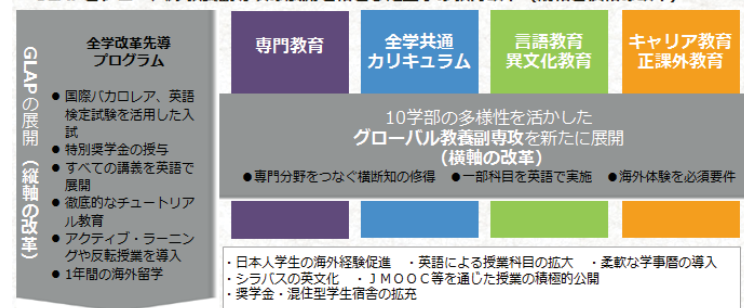 GLAPの展開（縦軸の改革）
全学改革先導
プログラム
● 国際バカロレア、英語
検定試験を活用した入
試
● 特別奨学金の授与
● すべての講義を英語で
展開
● 徹底的なチュートリア
ル教育
● アクティブ・ラーニン
グや反転授業を導入
● 1年間の海外留学
専門教育
全学共通
カリキュラム
言語教育
異文化教育
キャリア教育
正課外教育
10学部の多様性を活かした
グローバル教養副専攻を新たに展開
(横軸の改革)
●専門分野をつなぐ横断知の修得 ●一部科目を英語で実施 ●海外体験を必須要件
・日本人学生の海外経験促進 ・英語による授業科目の拡大 ・柔軟な学事暦の導入
・シラバスの英文化 ・ＪＭＯＯＣ等を通じた授業の積極的公開
・奨学金・混住型学生宿舎の拡充